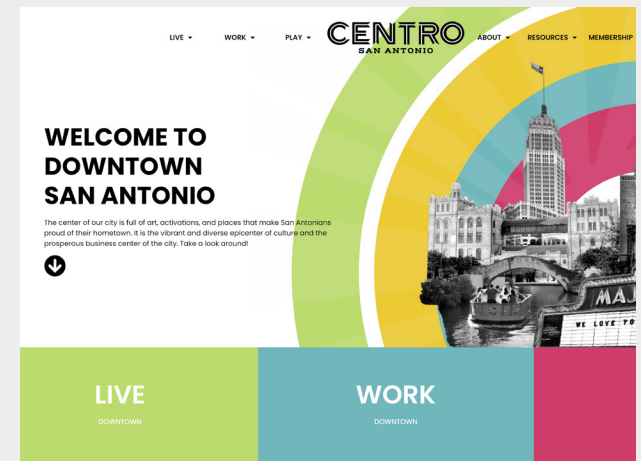 LIVE WORK PLAY CENTRO ABOUT RESOURCES MEMBERSHIP
SAN ANTONIO
WELCOME TO
DOWNTOWN
SAN ANTONIO
The center of our city is full of art, activations, and places that make San Antonians
proud of their hometown. It is the vibrant and diverse epicenter of culture and the
prosperous business center of the city. Take a look around!
MAJ
WE LOVE YO
LIVE
DOWNTOWN
WORK
DOWNTOWN